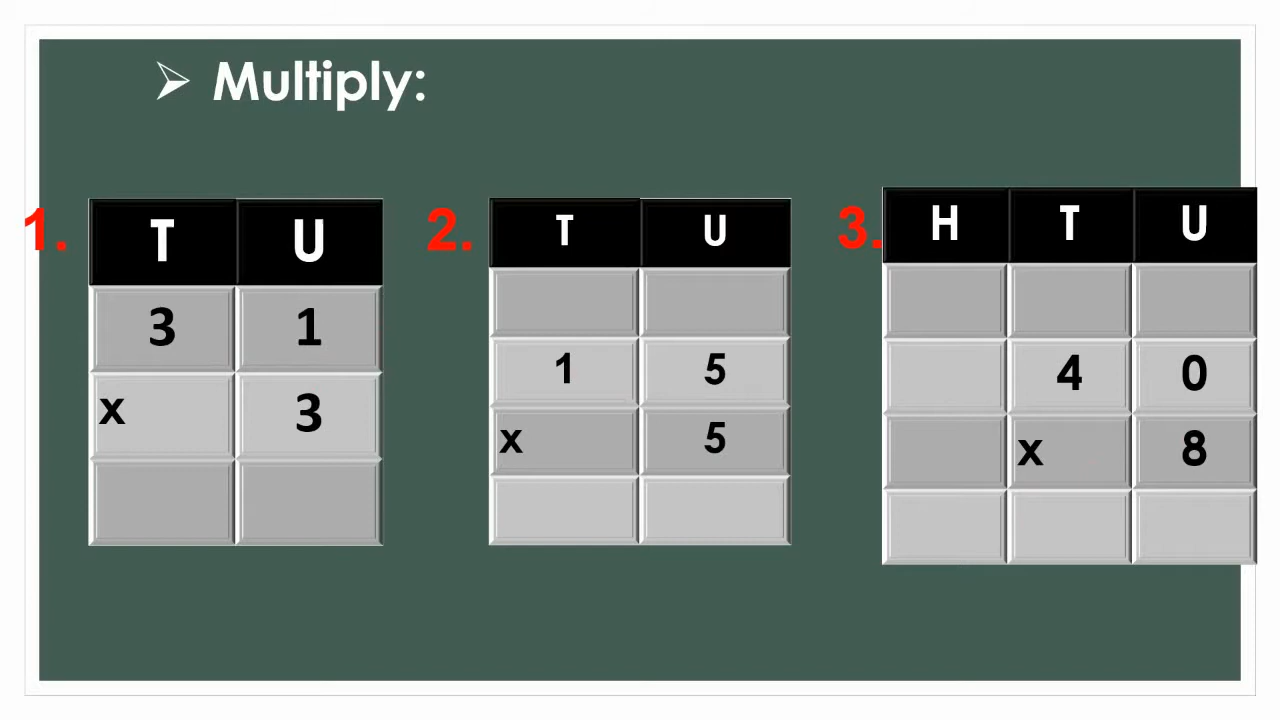 ➢ Multiply:
1.
T U
3 1
x 3
2.
T U
1 5
x 5
3.
H T U
4 0
x 8